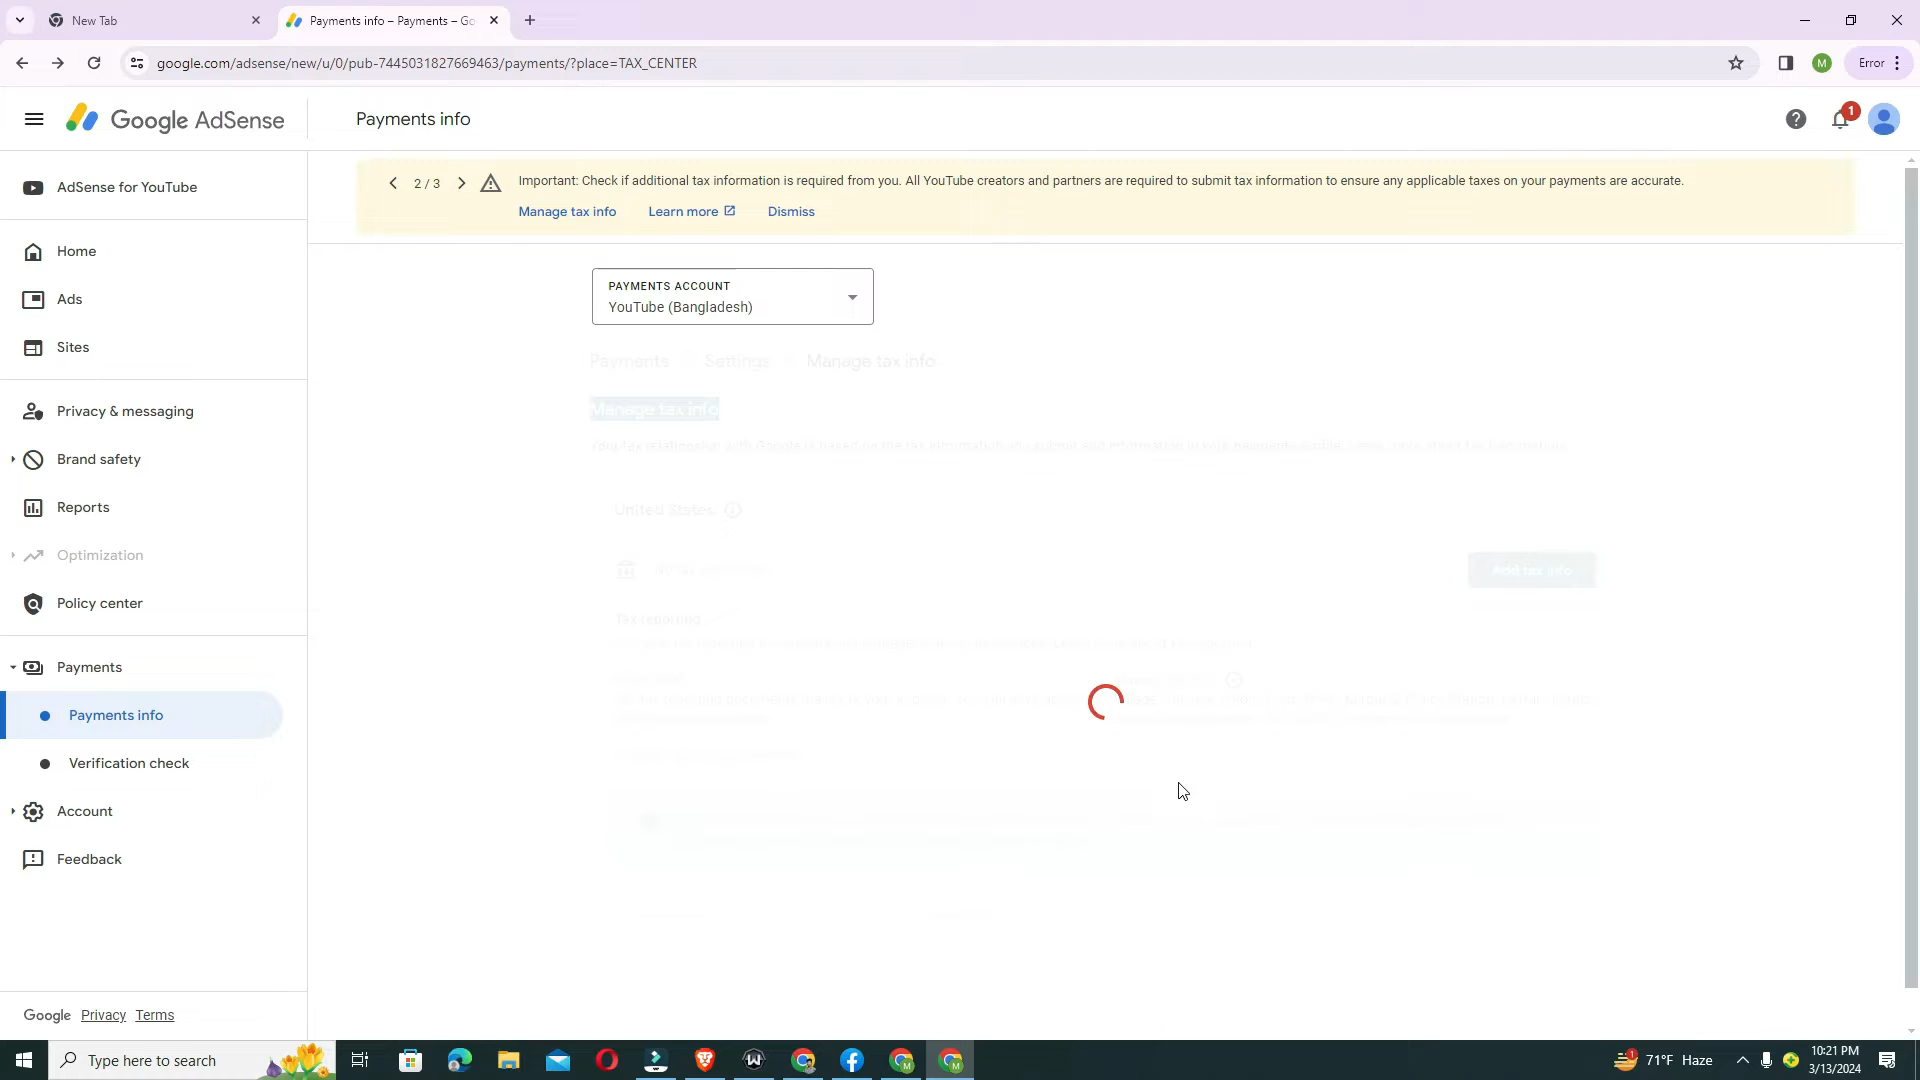 New Tab
Payments info – Payments – Go
google.com/adsense/new/u/0/pub-7445031827669463/payments/?place=TAX_CENTER
M
Error
Google AdSense
Payments info
1
AdSense for YouTube
2 / 3
Important: Check if additional tax information is required from you. All YouTube creators and partners are required to submit tax information to ensure any applicable taxes on your payments are accurate.
Manage tax info
Learn more
Dismiss
Home
Ads
Sites
PAYMENTS ACCOUNT
YouTube (Bangladesh)
Payments
Settings
Manage tax info
Manage tax info
Privacy & messaging
Brand safety
Reports
United States
Optimization
Add tax info
Policy center
Tax reporting
Payments
Payments info
Verification check
Account
Feedback
Google Privacy Terms
Type here to search
1
71°F Haze
10:21 PM
3/13/2024